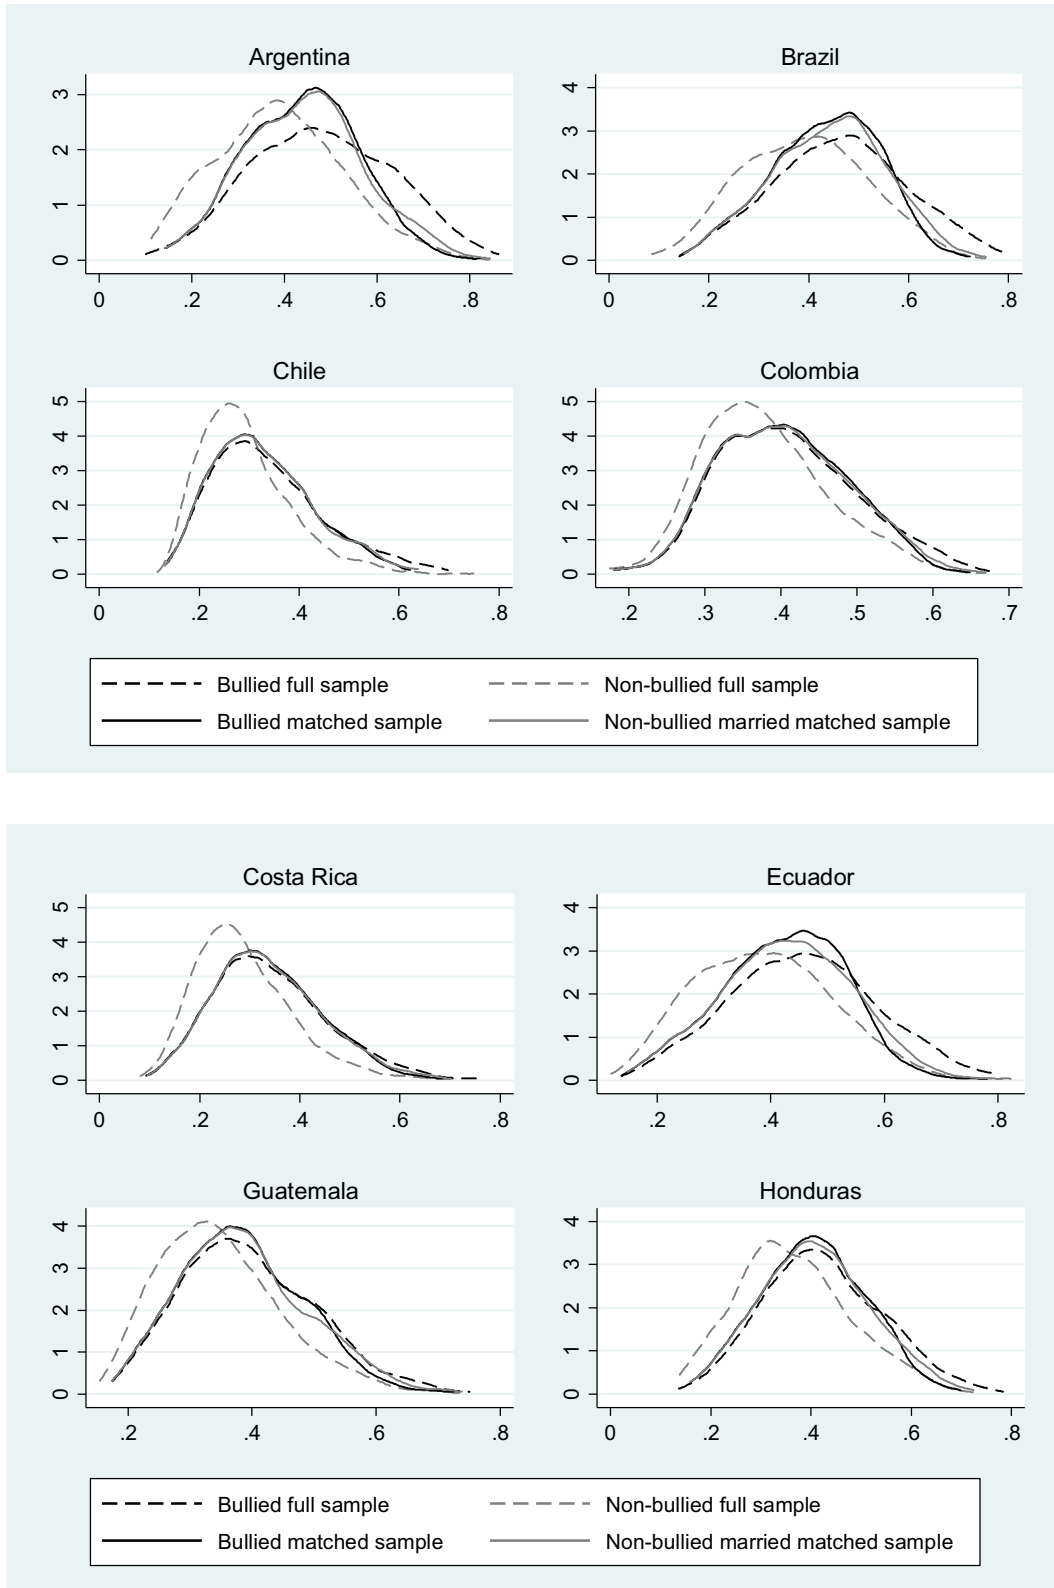 Argentina
Brazil
3
2
1
0
0 .2 .4 .6 .8
4
3
2
1
0
0 .2 .4 .6 .8
Chile
Colombia
5
4
3
2
1
0
0 .2 .4 .6 .8
5
4
3
2
1
0
.2 .3 .4 .5 .6 .7
Bullied full sample
Non-bullied full sample
Bullied matched sample
Non-bullied married matched sample
Costa Rica
Ecuador
5
4
3
2
1
0
0 .2 .4 .6 .8
4
3
2
1
0
.2 .4 .6 .8
Guatemala
Honduras
4
3
2
1
0
.2 .4 .6 .8
4
3
2
1
0
0 .2 .4 .6 .8
Bullied full sample
Non-bullied full sample
Bullied matched sample
Non-bullied married matched sample